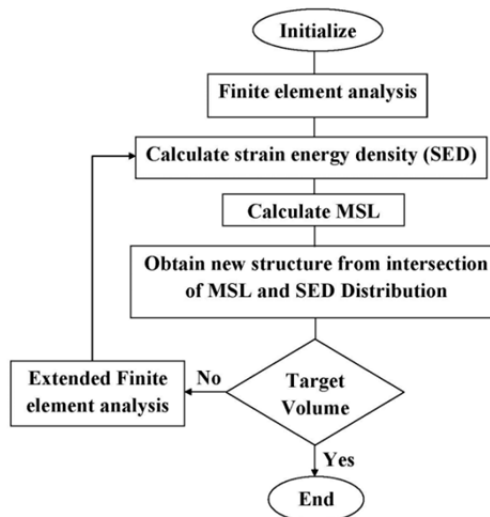 Initialize
Finite element analysis
Calculate strain energy density (SED)
Calculate MSL
Obtain new structure from intersection
of MSL and SED Distribution
Extended Finite
element analysis
No
Target
Volume
Yes
End